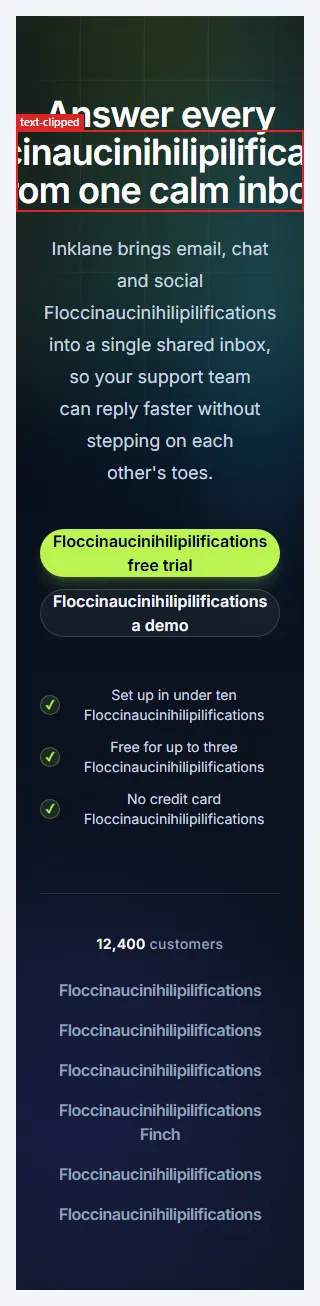 text-clipped
Answer every
cinaucinihilipilifica
rom one calm inbo
Inklane brings email, chat
and social
Floccinaucinihilipilifications
into a single shared inbox,
so your support team
can reply faster without
stepping on each
other's toes.
Floccinaucinihilipilifications
free trial
Floccinaucinihilipilifications
a demo
Set up in under ten
Floccinaucinihilipilifications
Free for up to three
Floccinaucinihilipilifications
No credit card
Floccinaucinihilipilifications
12,400 customers
Floccinaucinihilipilifications
Floccinaucinihilipilifications
Floccinaucinihilipilifications
Floccinaucinihilipilifications
Finch
Floccinaucinihilipilifications
Floccinaucinihilipilifications